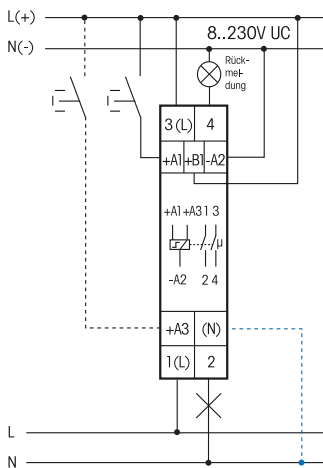 L(+)
N(-)
8..230V UC
Rück-
mel-
dung
3 (L) 4
+A1 +B1 -A2
+A1 +A3 1 3
µ
-A2 2 4
+A3 (N)
1 (L) 2
L
N